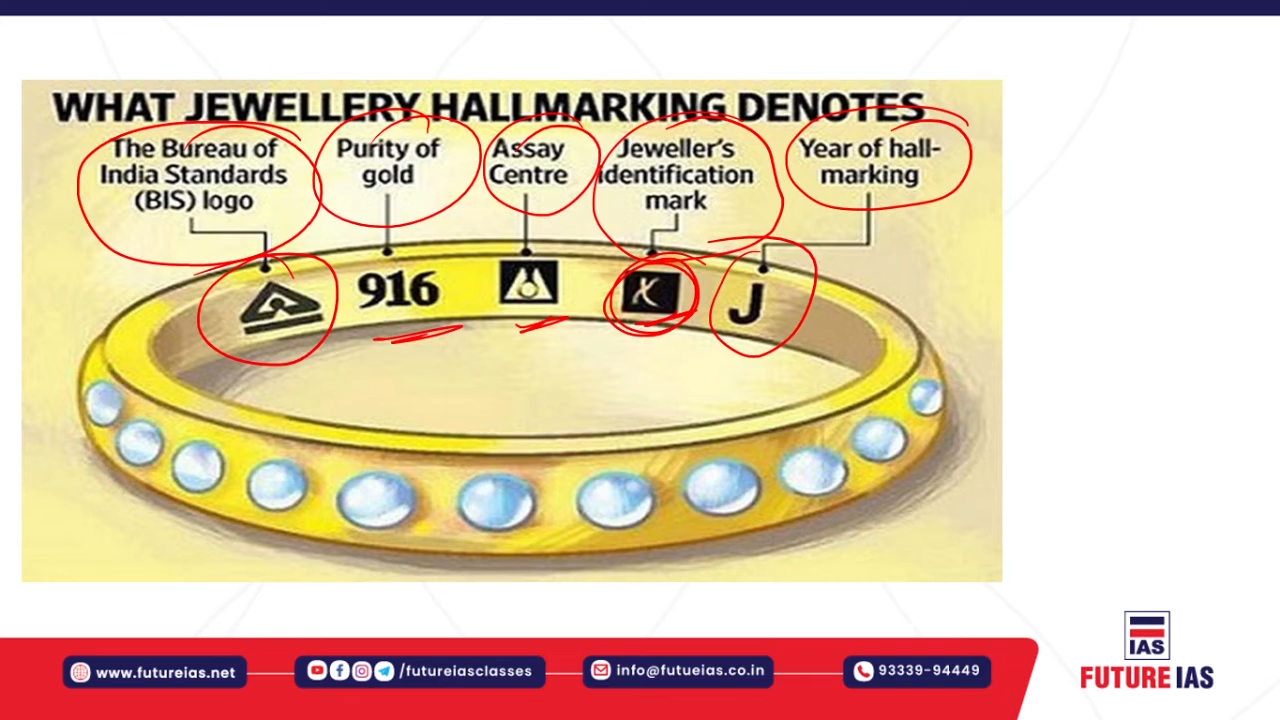 WHAT JEWELLERY HALLMARKING DENOTES
The Bureau of
India Standards
(BIS) logo
Purity of
gold
Assay
Centre
Jeweller's
identification
mark
Year of hall-
marking
916
J
www.futureias.net
/futureiasclasses
info@futueias.co.in
93339-94449
IAS
FUTURE IAS